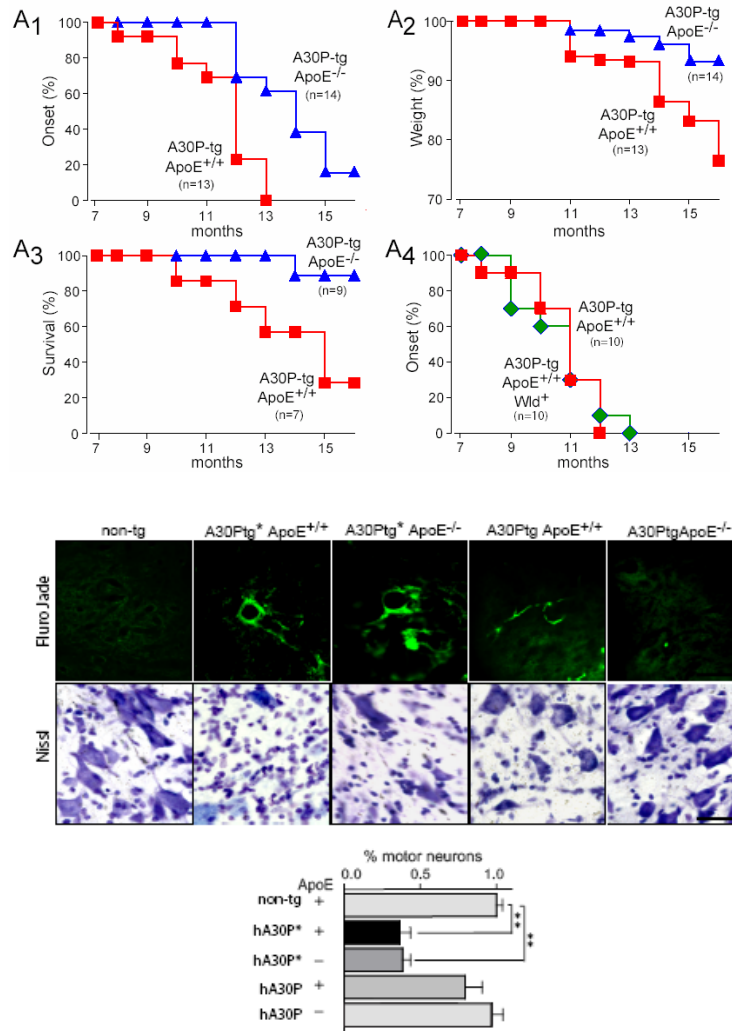 A1
100
80
60
40
20
0
Onset (%)
A30P-tg
ApoE-/-
(n=14)
A30P-tg
ApoE+/+
(n=13)
7 9 11 13 15
months
A2
100
90
80
70
Weight (%)
A30P-tg
ApoE-/-
(n=14)
A30P-tg
ApoE+/+
(n=13)
7 9 11 13 15
months
A3
100
80
60
40
20
0
Survival (%)
A30P-tg
ApoE-/-
(n=9)
A30P-tg
ApoE+/+
(n=7)
7 9 11 13 15
months
A4
100
80
60
40
20
0
Onset (%)
A30P-tg
ApoE+/+
(n=10)
A30P-tg
ApoE+/+
Wld+
(n=10)
7 9 11 13 15
months
non-tg A30Ptg* ApoE+/+ A30Ptg* ApoE-/- A30Ptg ApoE+/+ A30PtgApoE-/-
Fluro Jade
Nissl
% motor neurons
ApoE 0.0 0.5 1.0
non-tg +
hA30P* +
hA30P* −
hA30P +
hA30P −
**
**